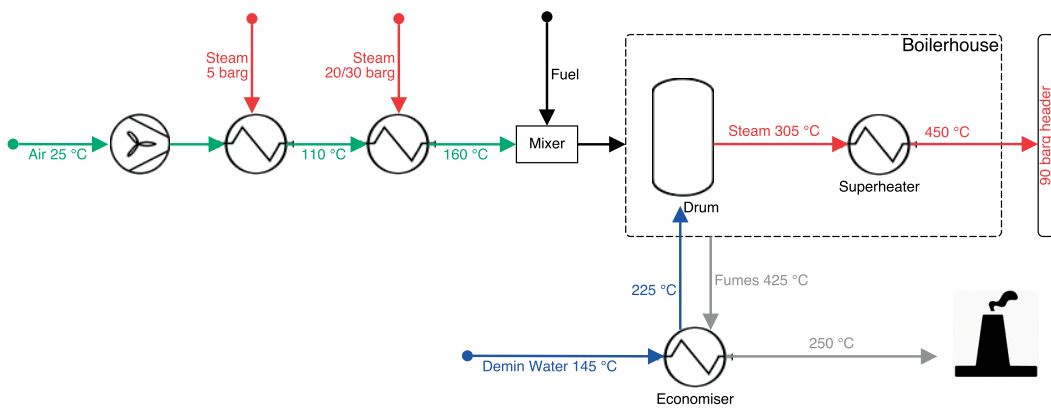 Boilerhouse
Steam
5 barg
Steam
20/30 barg
Fuel
90 barg header
Air 25 °C
110 °C
160 °C
Mixer
Steam 305 °C
450 °C
Superheater
Drum
225 °C
Fumes 425 °C
Demin Water 145 °C
250 °C
Economiser